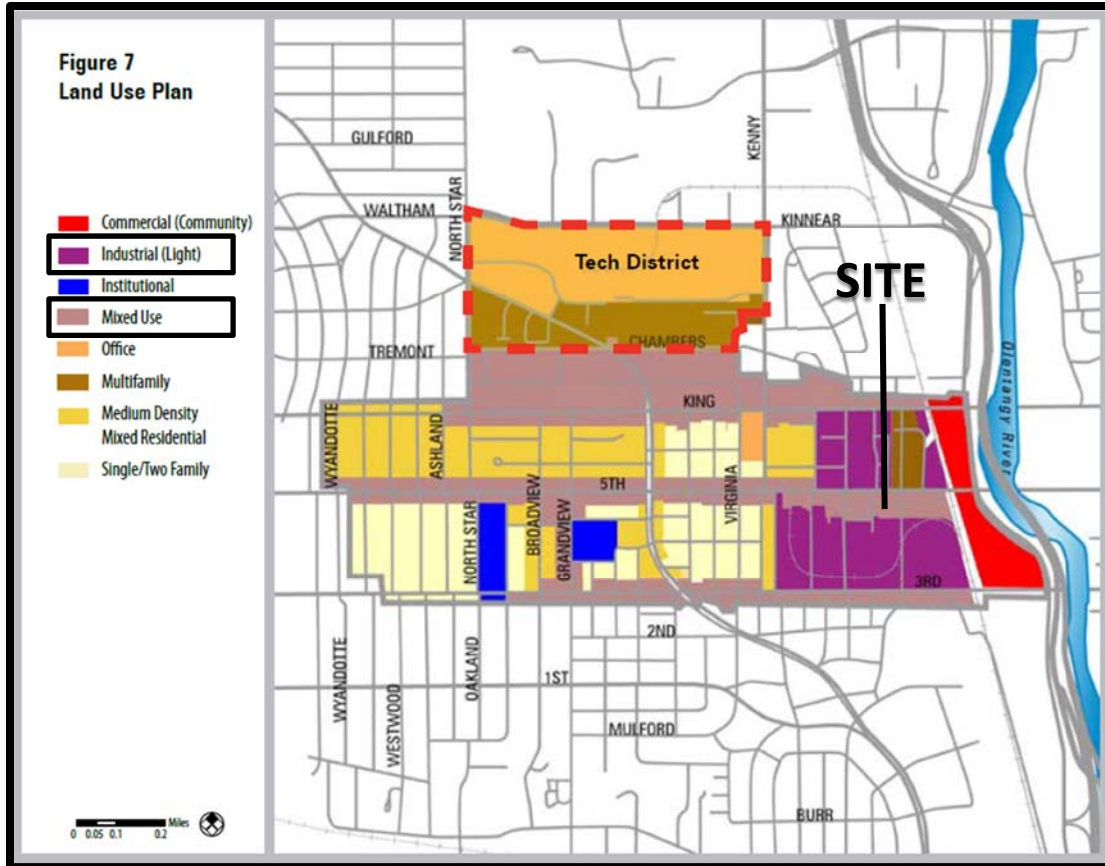 Figure 7
Land Use Plan
Commercial (Community)
Industrial (Light)
Institutional
Mixed Use
Office
Multifamily
Medium Density
Mixed Residential
Single/Two Family
0 0.05 0.1 0.2 Miles
GULFORD
KENNY
NORTH STAR
WALTHAM
KINNEAR
Tech District
SITE
CHAMBERS
TREMONT
Olentangy River
KING
WYANDOTTE
ASHLAND
5TH
VIRGINIA
BROADVIEW
GRANDVIEW
NORTH STAR
3RD
2ND
WYANDOTTE
WESTWOOD
OAKLAND
1ST
MULFORD
BURR